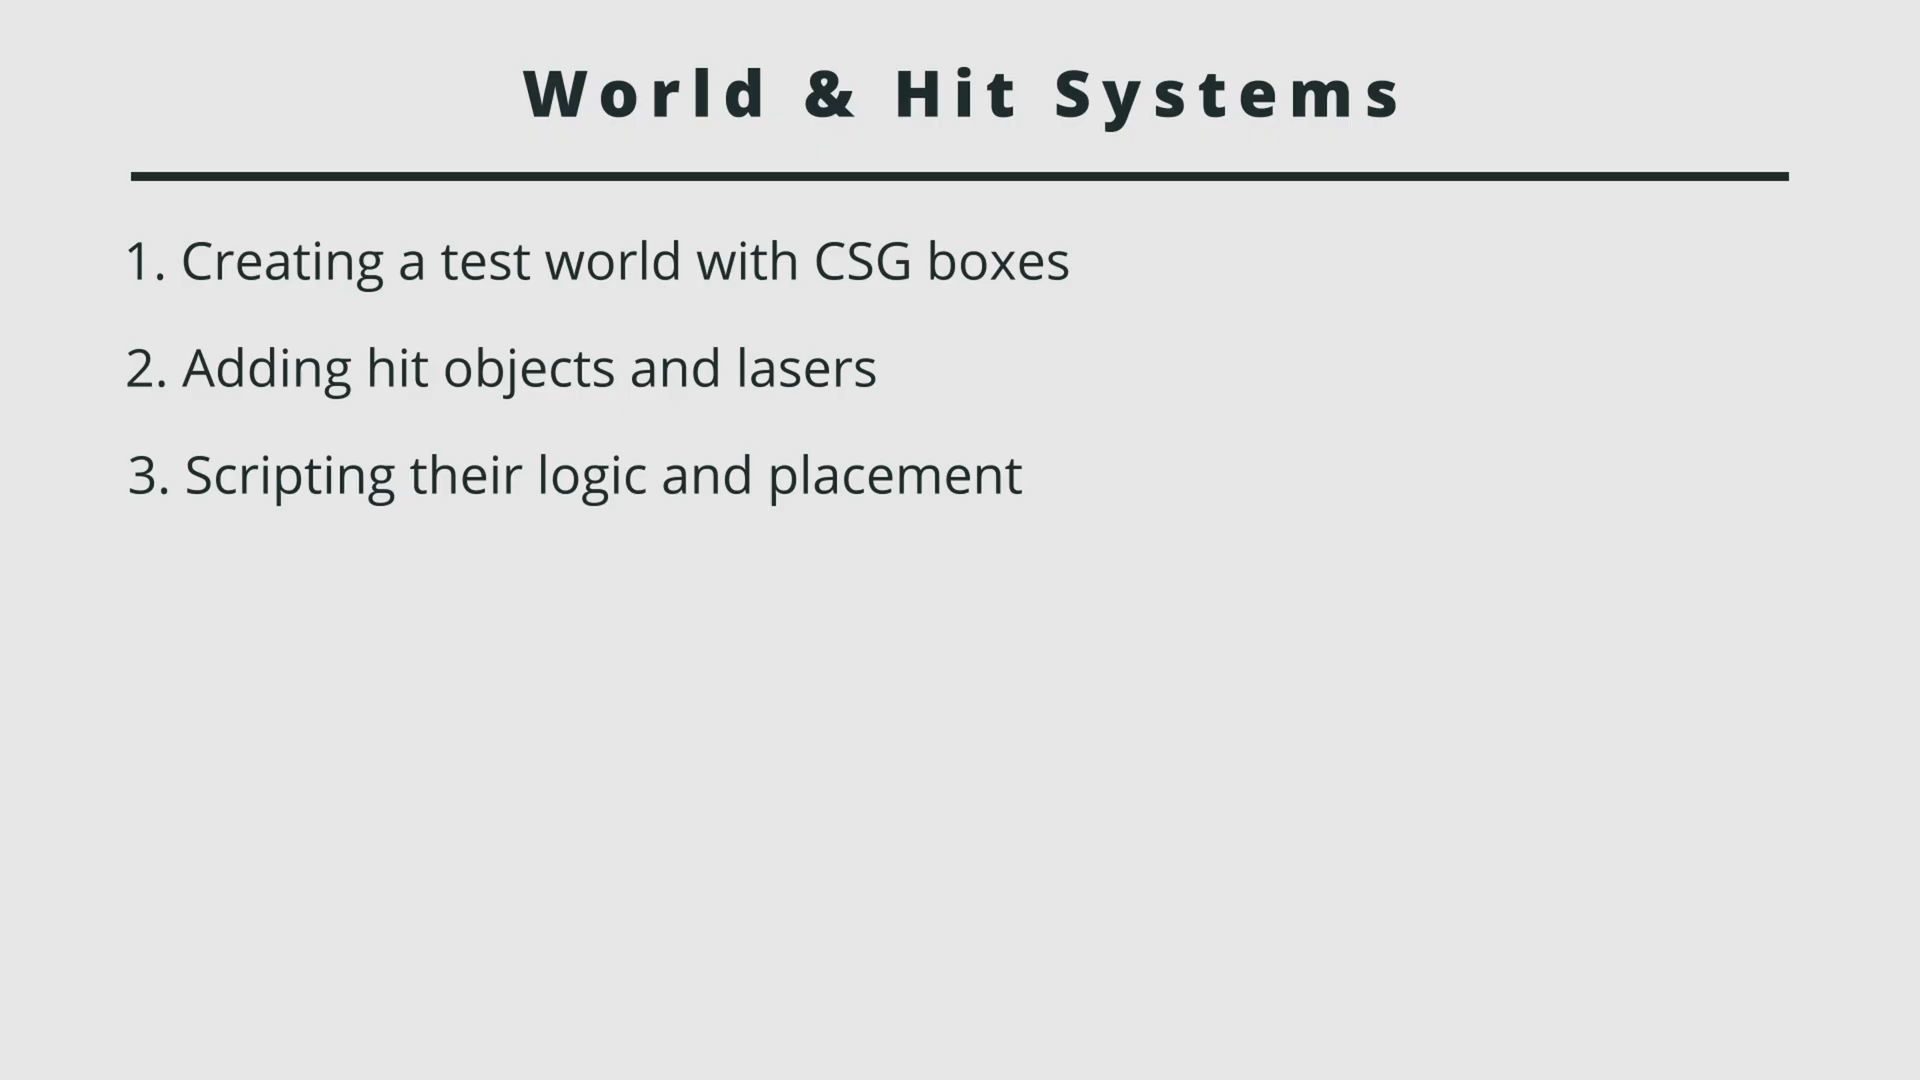 World & Hit Systems
1. Creating a test world with CSG boxes
2. Adding hit objects and lasers
3. Scripting their logic and placement